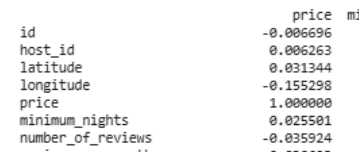 price mi
id -0.006696
host_id 0.006263
latitude 0.031344
longitude -0.155298
price 1.000000
minimum_nights 0.025501
number_of_reviews -0.035924